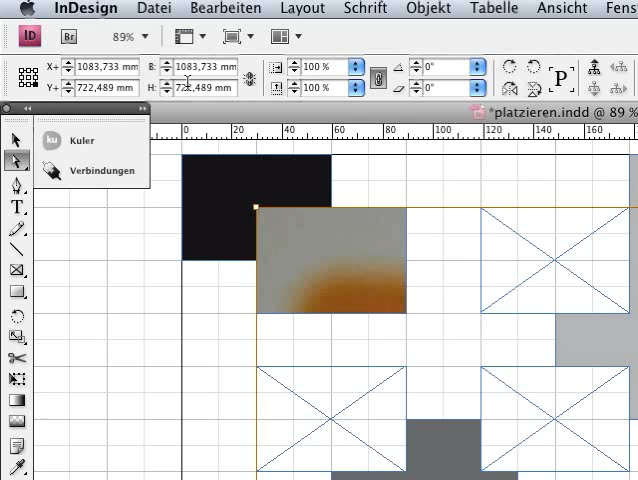 InDesign Datei Bearbeiten Layout Schrift Objekt Tabelle Ansicht
ID Br 89%
X+ 1083,733 mm B: 1083,733 mm 100 % 0° P
Y+ 722,489 mm H: 722,489 mm 100 % 0°
*platzieren.indd @ 89 %
0 20 40 60 80 100 120 140 160
ku Kuler
Verbindungen
T